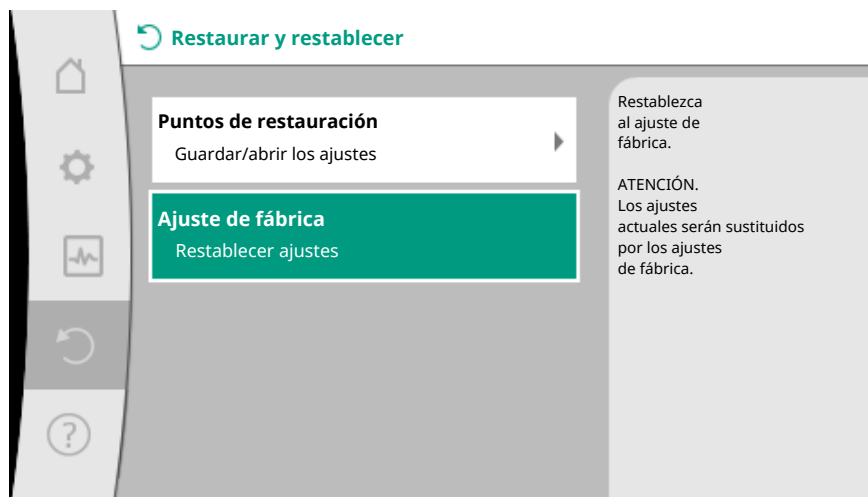 Restaurar y restablecer
Puntos de restauración
Guardar/abrir los ajustes
Ajuste de fábrica
Restablecer ajustes
Restablezca
al ajuste de
fábrica.
ATENCIÓN.
Los ajustes
actuales serán sustituidos
por los ajustes
de fábrica.
?